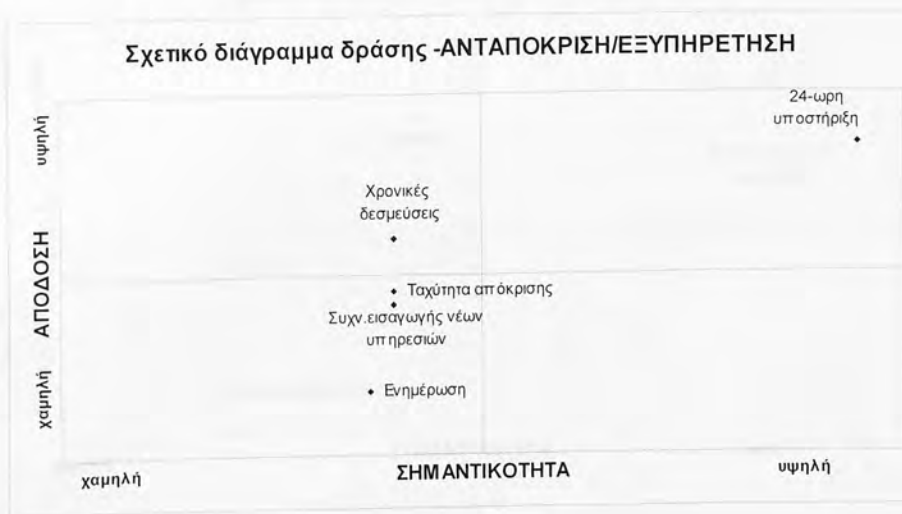 Σχετικό διάγραμμα δράσης -ΑΝΤΑΠΟΚΡΙΣΗ/ΕΞΥΠΗΡΕΤΗΣΗ
24-ωρη
υποστήριξη
υψηλή
Χρονικές
δεσμεύσεις
ΑΠΟΔΟΣΗ
Ταχύτητα απόκρισης
Συχν.εισαγωγής νέων
υπηρεσιών
Ενημέρωση
χαμηλή
χαμηλή
ΣΗΜΑΝΤΙΚΟΤΗΤΑ
υψηλή